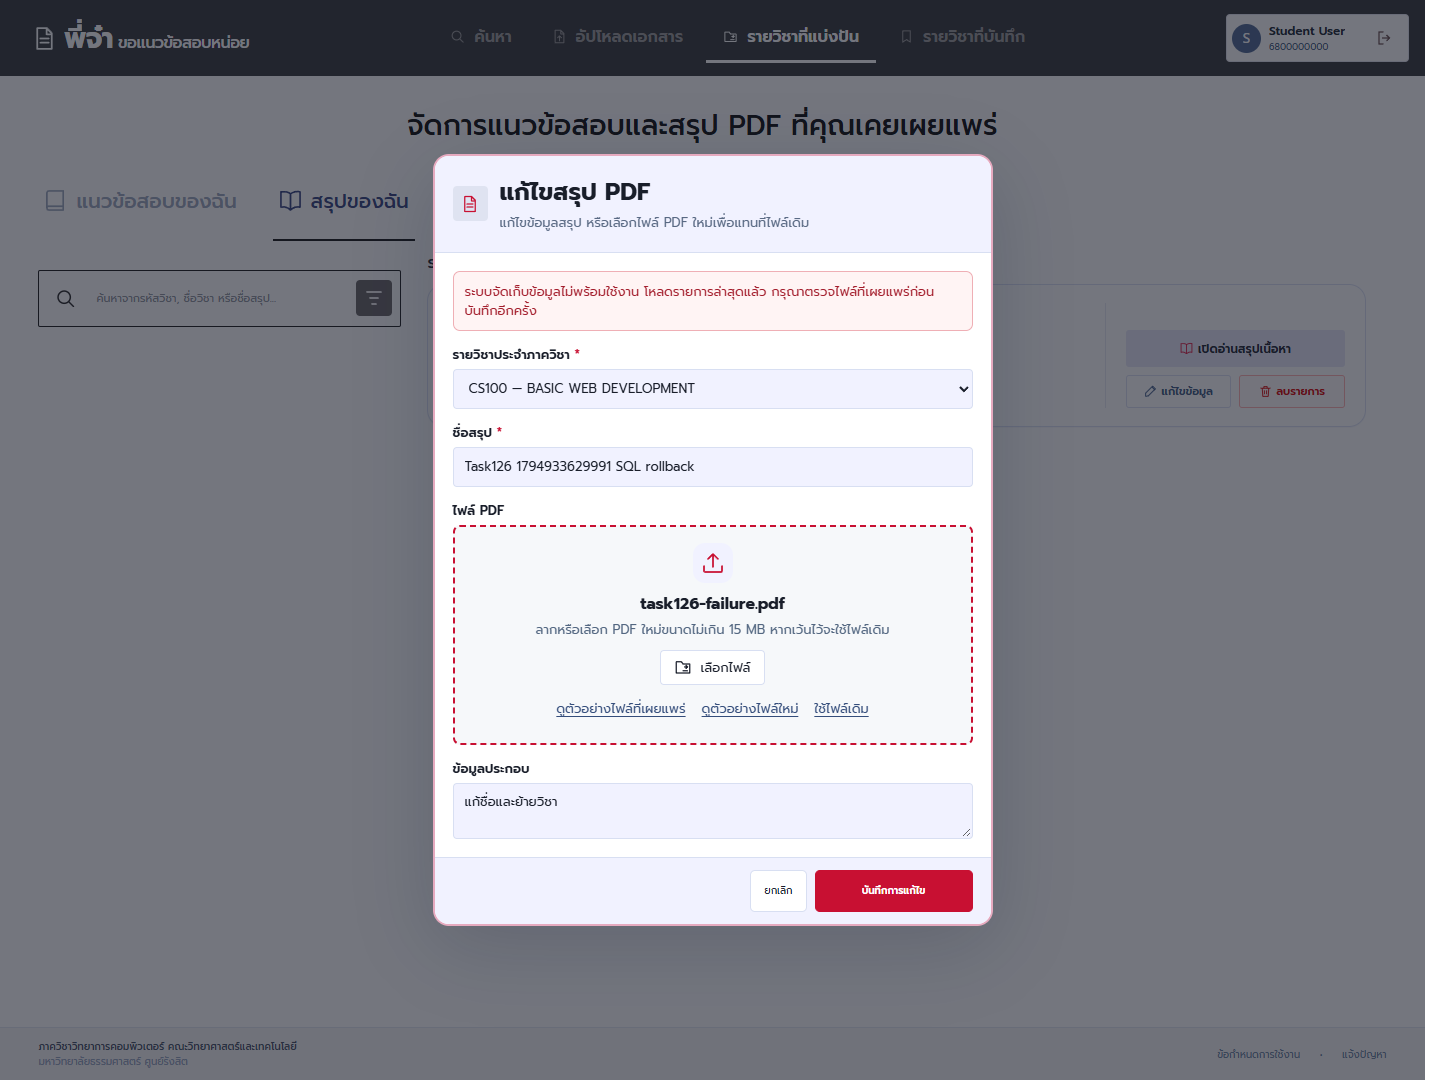 พี่จ๋า ขอแนวข้อสอบหน่อย
ค้นหา
อัปโหลดเอกสาร
รายวิชาที่แบ่งปัน
รายวิชาที่บันทึก
S
Student User
6800000000
จัดการแนวข้อสอบและสรุป PDF ที่คุณเคยเผยแพร่
แนวข้อสอบของฉัน
สรุปของฉัน
ค้นหาจากรหัสวิชา, ชื่อวิชา หรือชื่อสรุป...
แก้ไขสรุป PDF
แก้ไขข้อมูลสรุป หรือเลือกไฟล์ PDF ใหม่เพื่อแทนที่ไฟล์เดิม
ระบบจัดเก็บข้อมูลไม่พร้อมใช้งาน โหลดรายการล่าสุดแล้ว กรุณาตรวจไฟล์ที่เผยแพร่ก่อน
บันทึกอีกครั้ง
รายวิชาประจำภาควิชา *
CS100 — BASIC WEB DEVELOPMENT
ชื่อสรุป *
Task126 1794933629991 SQL rollback
ไฟล์ PDF
task126-failure.pdf
ลากหรือเลือก PDF ใหม่ขนาดไม่เกิน 15 MB หากเว้นไว้จะใช้ไฟล์เดิม
เลือกไฟล์
ดูตัวอย่างไฟล์ที่เผยแพร่
ดูตัวอย่างไฟล์ใหม่
ใช้ไฟล์เดิม
ข้อมูลประกอบ
แก้ชื่อและย้ายวิชา
ยกเลิก
บันทึกการแก้ไข
เปิดอ่านสรุปเนื้อหา
แก้ไขข้อมูล
ลบรายการ
ภาควิชาวิทยาการคอมพิวเตอร์ คณะวิทยาศาสตร์และเทคโนโลยี
มหาวิทยาลัยธรรมศาสตร์ ศูนย์รังสิต
ข้อกำหนดการใช้งาน
•
แจ้งปัญหา